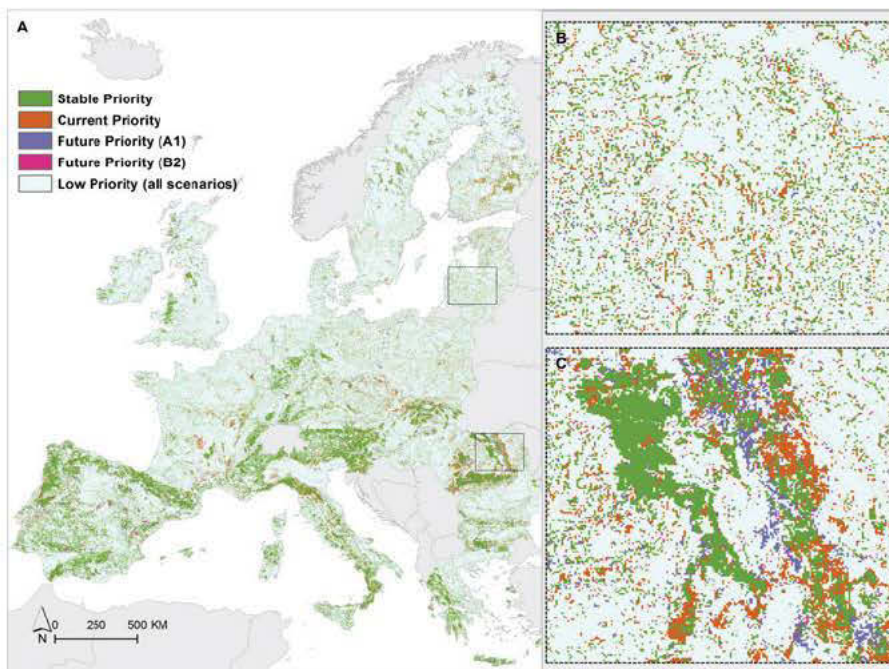 A
Stable Priority
Current Priority
Future Priority (A1)
Future Priority (B2)
Low Priority (all scenarios)
N
0 250 500 KM
B
C